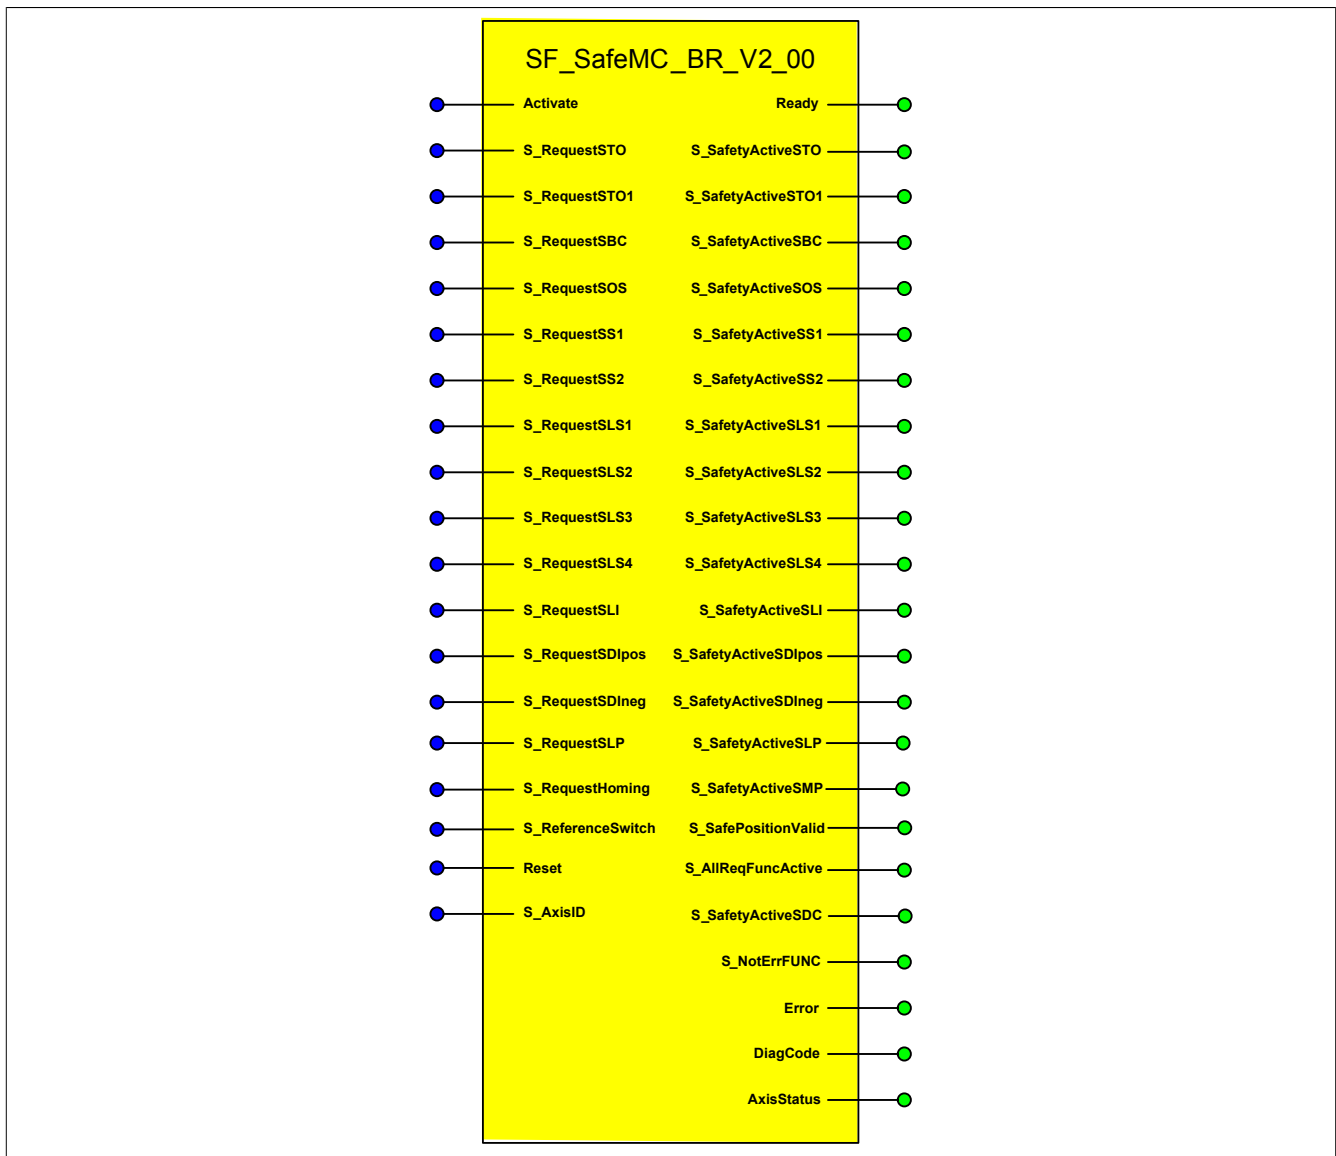 SF_SafeMC_BR_V2_00
Activate Ready
S_RequestSTO S_SafetyActiveSTO
S_RequestSTO1 S_SafetyActiveSTO1
S_RequestSBC S_SafetyActiveSBC
S_RequestSOS S_SafetyActiveSOS
S_RequestSS1 S_SafetyActiveSS1
S_RequestSS2 S_SafetyActiveSS2
S_RequestSLS1 S_SafetyActiveSLS1
S_RequestSLS2 S_SafetyActiveSLS2
S_RequestSLS3 S_SafetyActiveSLS3
S_RequestSLS4 S_SafetyActiveSLS4
S_RequestSLI S_SafetyActiveSLI
S_RequestSDIpos S_SafetyActiveSDIpos
S_RequestSDIneg S_SafetyActiveSDIneg
S_RequestSLP S_SafetyActiveSLP
S_RequestHoming S_SafetyActiveSMP
S_ReferenceSwitch S_SafePositionValid
Reset S_AllReqFuncActive
S_AxisID S_SafetyActiveSDC
S_NotErrFUNC
Error
DiagCode
AxisStatus